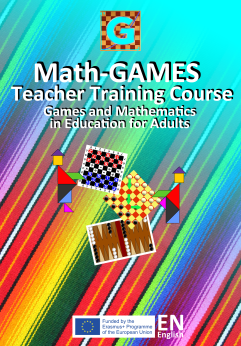 G
Math-GAMES
Teacher Training Course
Games and Mathematics
in Education for Adults
Funded by the
Erasmus+ Programme
of the European Union
EN
English